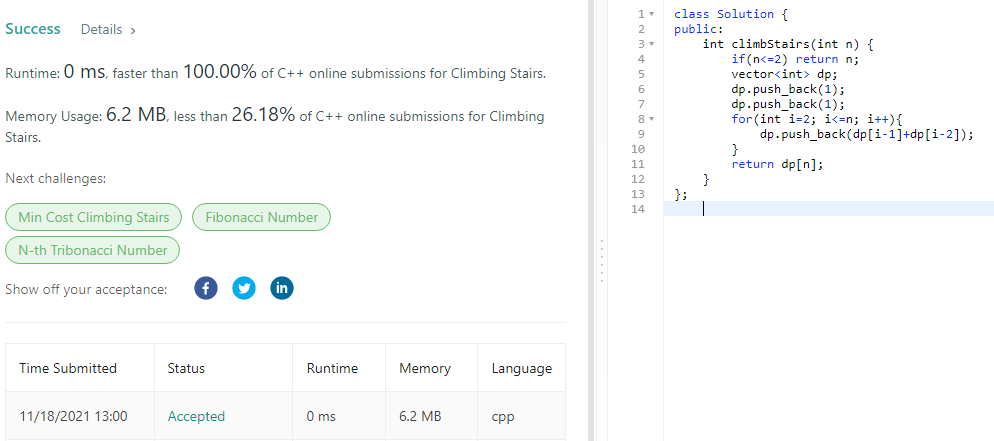 Success Details >
Runtime: 0 ms, faster than 100.00% of C++ online submissions for Climbing Stairs.
Memory Usage: 6.2 MB, less than 26.18% of C++ online submissions for Climbing
Stairs.
Next challenges:
Min Cost Climbing Stairs Fibonacci Number
N-th Tribonacci Number
Show off your acceptance:
Time Submitted Status Runtime Memory Language
11/18/2021 13:00 Accepted 0 ms 6.2 MB cpp
1 class Solution {
2 public:
3     int climbStairs(int n) {
4         if(n<=2) return n;
5         vector<int> dp;
6         dp.push_back(1);
7         dp.push_back(1);
8         for(int i=2; i<=n; i++){
9             dp.push_back(dp[i-1]+dp[i-2]);
10         }
11         return dp[n];
12     }
13 };
14